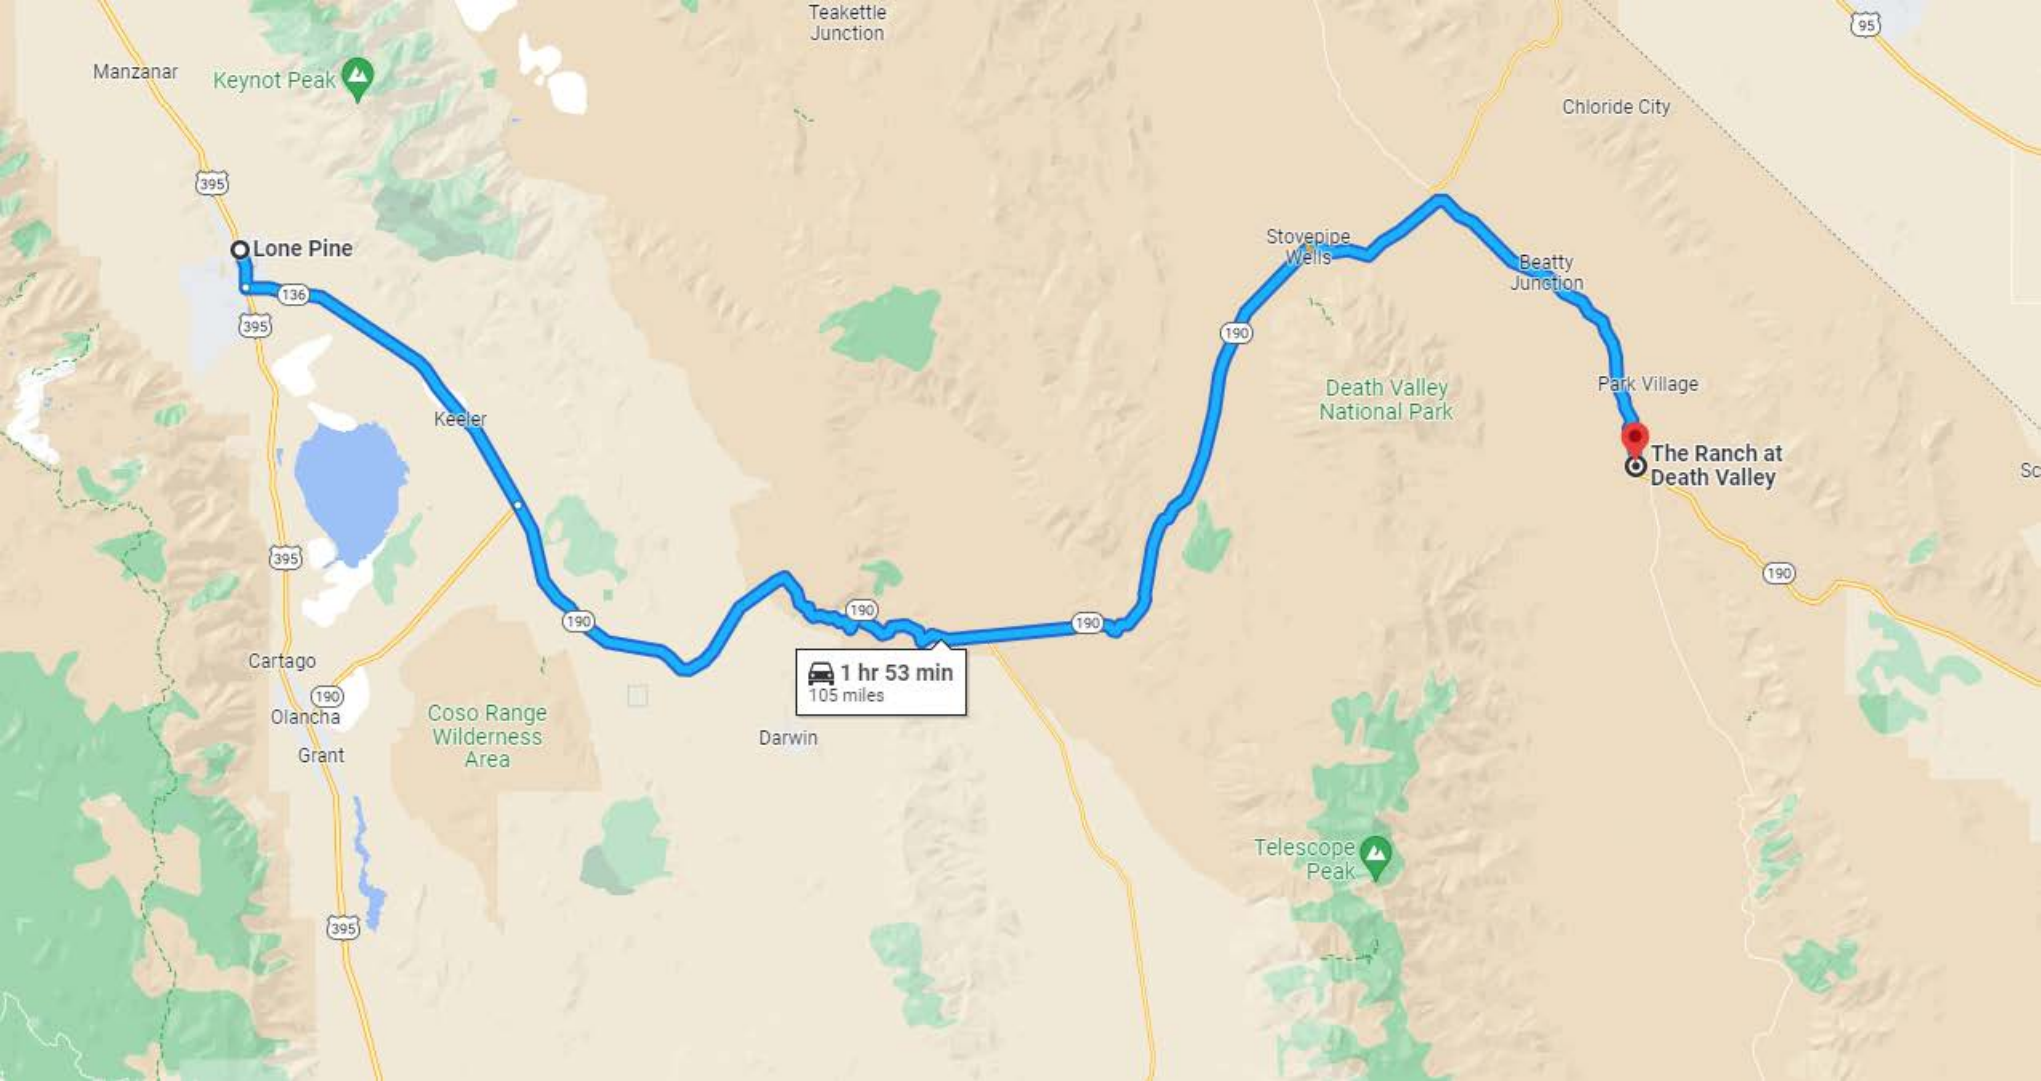 Teakettle
Junction
95
Manzanar
Keynot Peak
Chloride City
395
Lone Pine
Stovepipe
Wells
Beatty
Junction
136
395
190
Death Valley
National Park
Park Village
Keeler
The Ranch at
Death Valley
Sc
395
190
190
190
190
1 hr 53 min
105 miles
Cartago
190
Olancha
Grant
Coso Range
Wilderness
Area
Darwin
Telescope
Peak
395